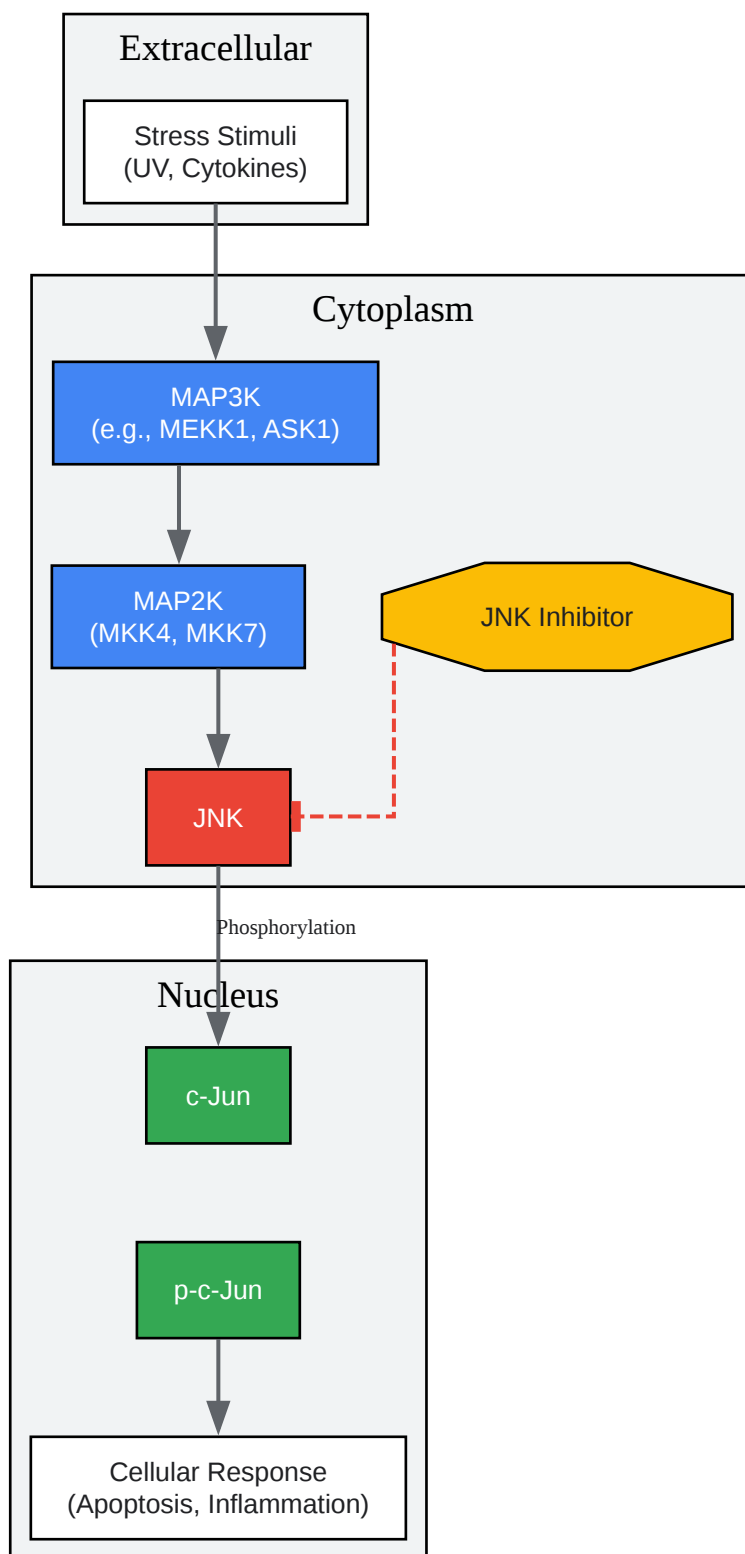 Extracellular
Stress Stimuli
(UV, Cytokines)
Cytoplasm
MAP3K
(e.g., MEKK1, ASK1)
MAP2K
(MKK4, MKK7)
JNK Inhibitor
JNK
Phosphorylation
Nucleus
c-Jun
p-c-Jun
Cellular Response
(Apoptosis, Inflammation)